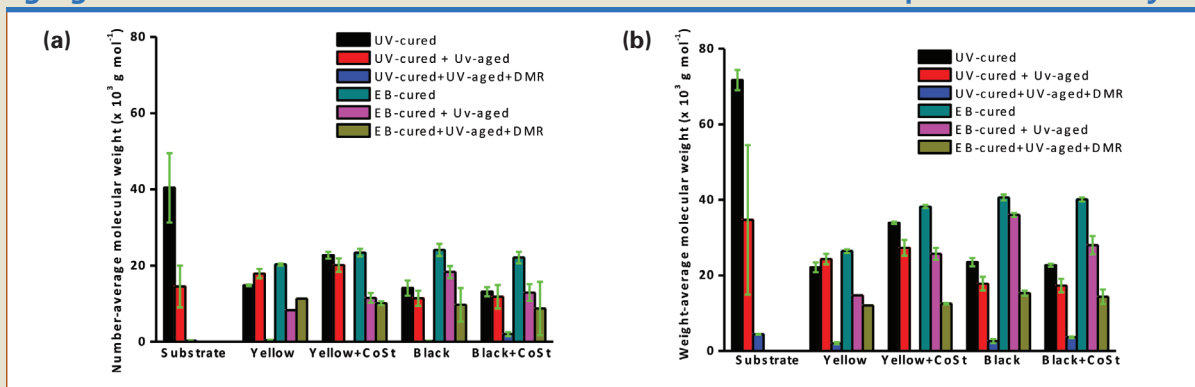 (a)
Number-average molecular weight (x 10³ g mol⁻¹)
80
60
40
20
0
UV-cured
UV-cured + Uv-aged
UV-cured+UV-aged+DMR
EB-cured
EB-cured + Uv-aged
EB-cured+UV-aged+DMR
Substrate Yellow Yellow+CoSt Black Black+CoSt
(b)
Weight-average molecular weight (x 10³ g mol⁻¹)
80
60
40
20
0
UV-cured
UV-cured + Uv-aged
UV-cured+UV-aged+DMR
EB-cured
EB-cured + Uv-aged
EB-cured+UV-aged+DMR
Substrate Yellow Yellow+CoSt Black Black+CoSt